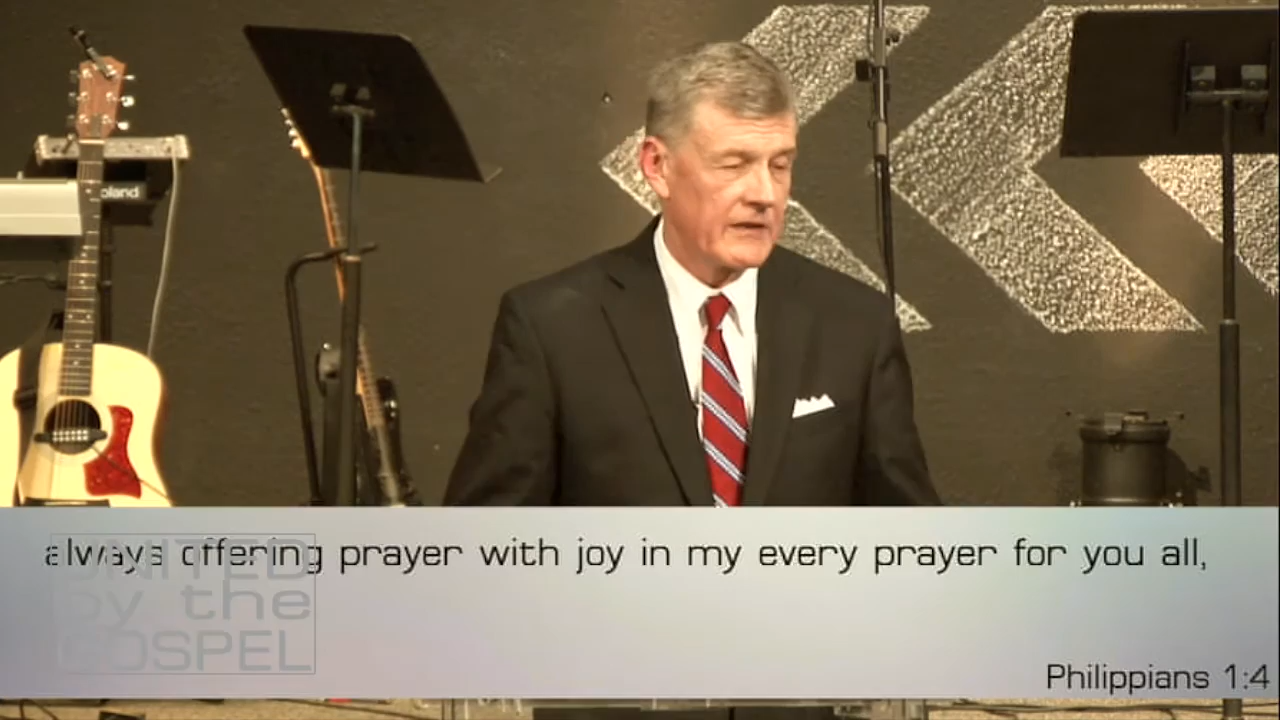 oland
always offering prayer with joy in my every prayer for you all,
UNITED
by the
GOSPEL
Philippians 1:4